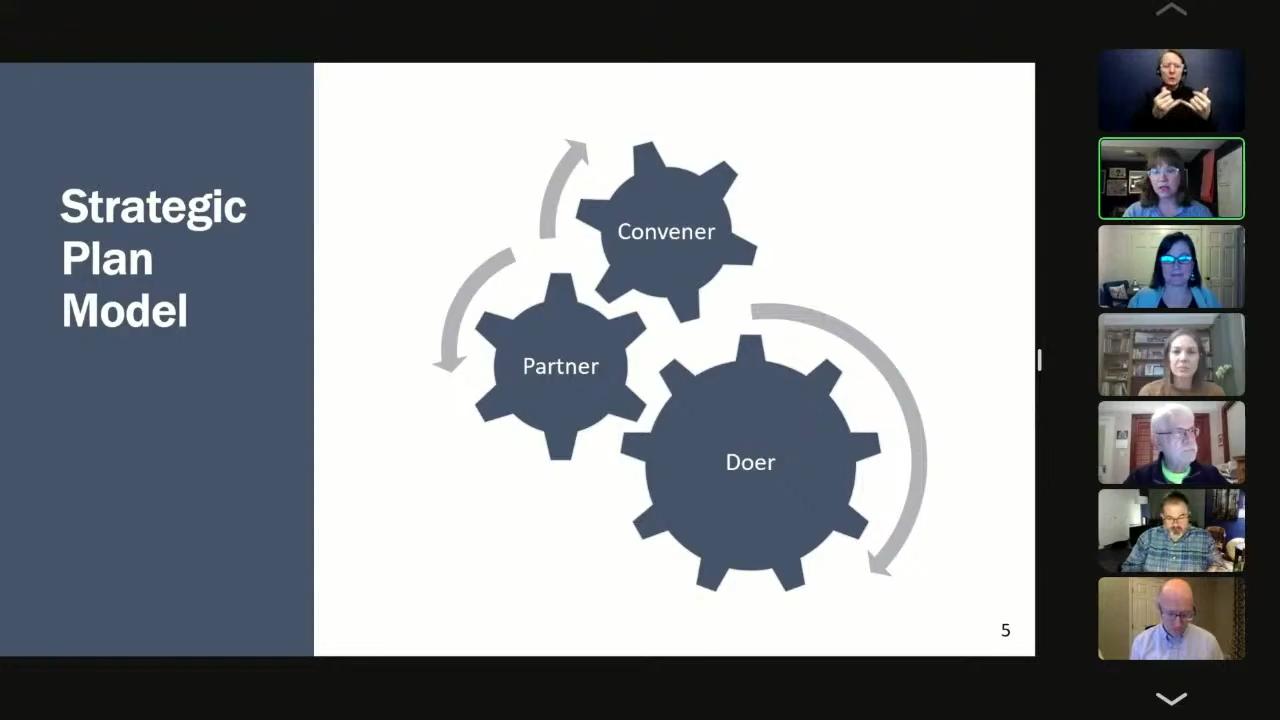 Strategic
Plan
Model
Convener
Partner
Doer
5